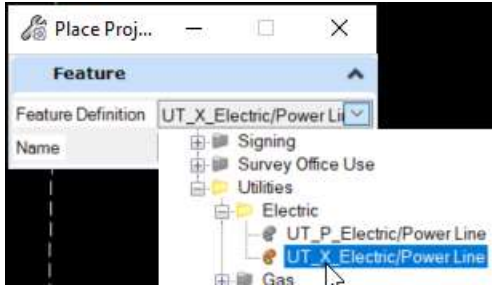 Place Proj...
Feature
Feature Definition UT_X_Electric/Power Li
Name
Signing
Survey Office Use
Utilities
Electric
UT_P_Electric/Power Line
UT_X_Electric/Power Line
Gas